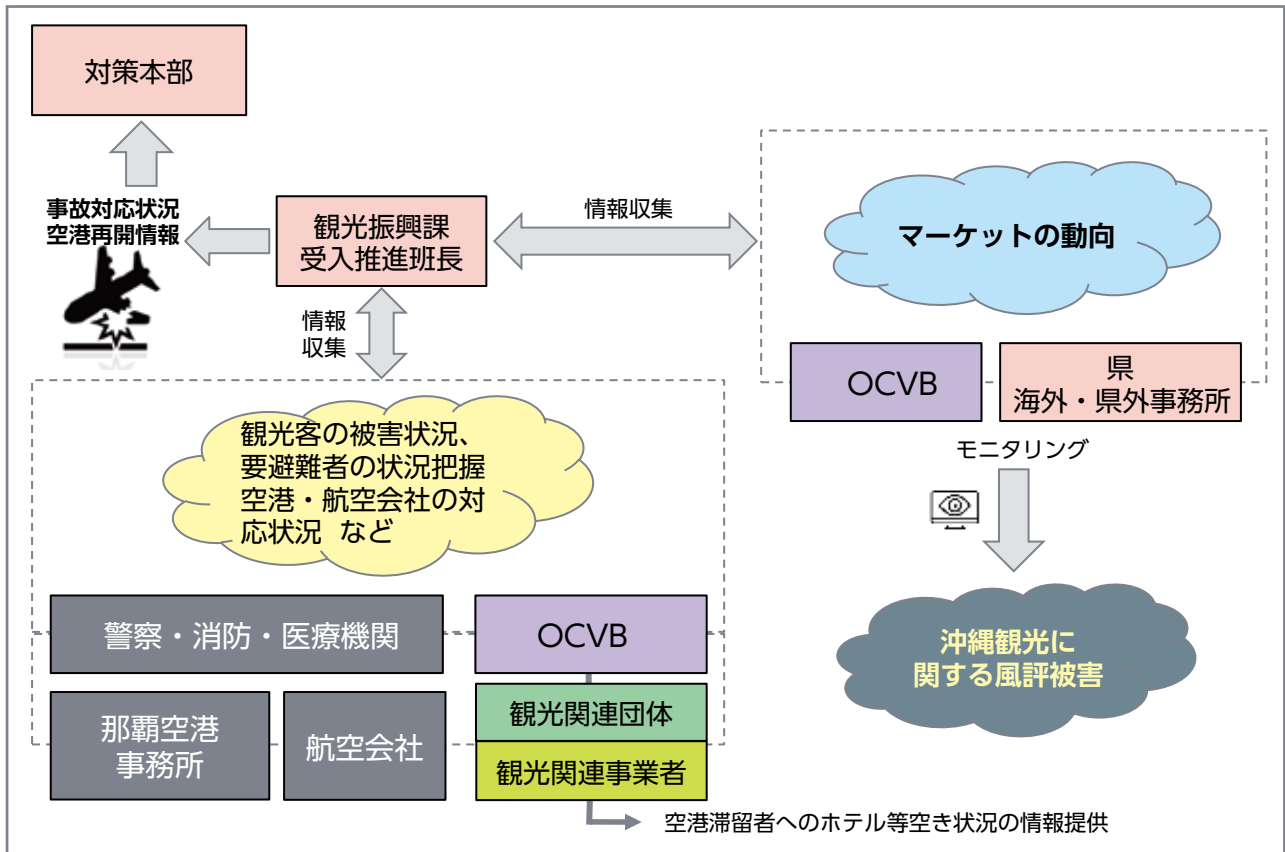 対策本部
事故対応状況
空港再開情報
観光振興課
受入推進班長
情報収集
マーケットの動向
情報
収集
OCVB
県
海外・県外事務所
モニタリング
観光客の被害状況、
要避難者の状況把握
空港・航空会社の対
応状況 など
警察・消防・医療機関
OCVB
沖縄観光に
関する風評被害
那覇空港
事務所
航空会社
観光関連団体
観光関連事業者
空港滞留者へのホテル等空き状況の情報提供